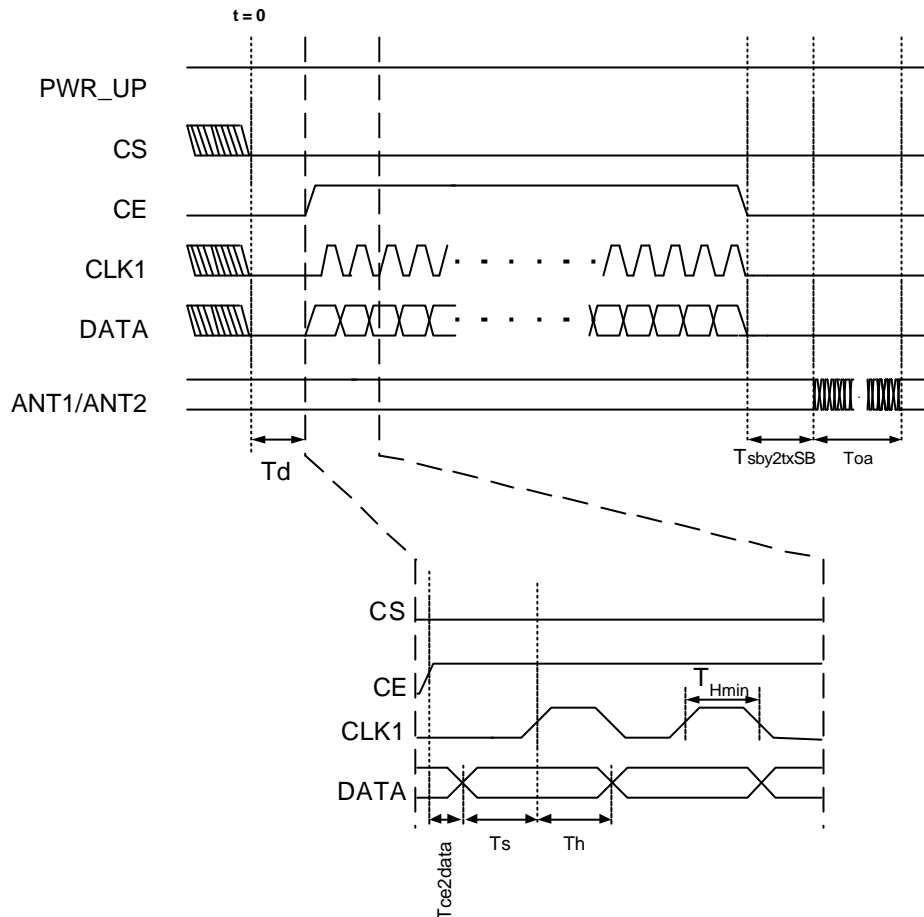 t = 0
PWR_UP
CS
CE
CLK1
DATA
ANT1/ANT2
Td
Tsby2txSB
Toa
CS
CE
THmin
CLK1
DATA
Tce2data
Ts
Th